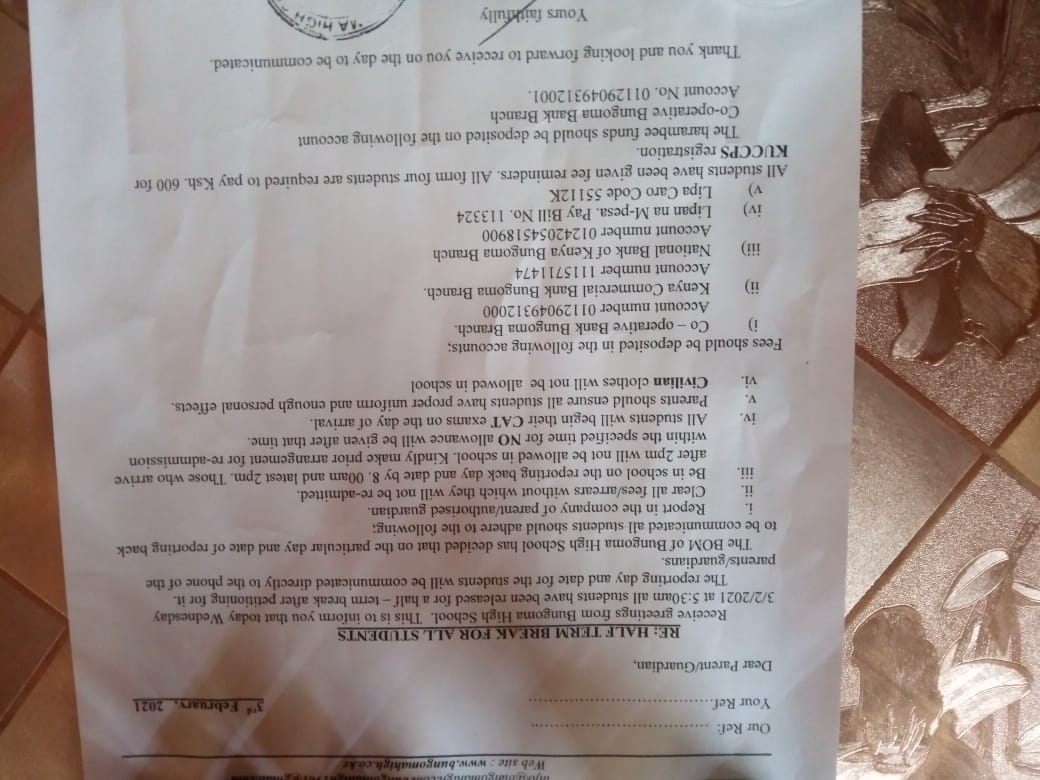 Web site : www.bungomahigh.co.ke
Our Ref: ....................................
Your Ref.....................................
3rd February, 2021
Dear Parent/Guardian,
RE: HALF TERM BREAK FOR ALL STUDENTS
Receive greetings from Bungoma High School. This is to inform you that today Wednesday
3/2/2021 at 5:30am all students have been released for a half – term break after petitioning for it.
The reporting day and date for the students will be communicated directly to the phone of the
parents/guardians.
The BOM of Bungoma High School has decided that on the particular day and date of reporting back
to be communicated all students should adhere to the following;
i. Report in the company of parent/authorised guardian.
ii. Clear all fees/arrears without which they will not be re-admitted.
iii. Be in school on the reporting back day and date by 8. 00am and latest 2pm. Those who arrive
after 2pm will not be allowed in school. Kindly make prior arrangement for re-admmission
within the specified time for NO allowance will be given after that time.
iv. All students will begin their CAT exams on the day of arrival.
v. Parents should ensure all students have proper uniform and enough personal effects.
vi. Civilian clothes will not be allowed in school
Fees should be deposited in the following accounts;
i) Co – operative Bank Bungoma Branch.
Account number 01129049312000
ii) Kenya Commercial Bank Bungoma Branch.
Account number 1115711474
iii) National Bank of Kenya Bungoma Branch
Account number 01242054518900
iv) Lipan na M-pesa. Pay Bill No. 113324
v) Lipa Caro Code 55112K
All students have been given fee reminders. All form four students are required to pay Ksh. 600 for
KUCCPS registration.
The harambee funds should be deposited on the following account
Co-operative Bungoma Bank Branch
Account No. 01129049312001.
Thank you and looking forward to receive you on the day to be communicated.
Yours faithfully
MA HIGH